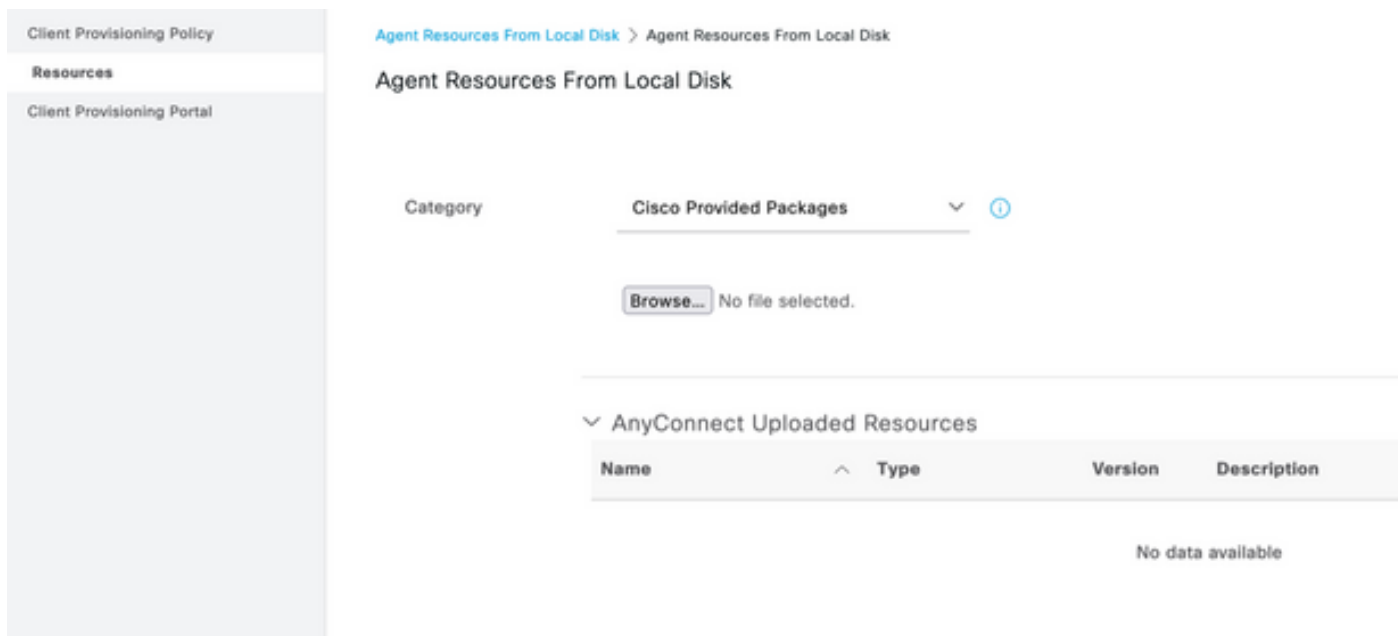 Client Provisioning Policy
Resources
Client Provisioning Portal
Agent Resources From Local Disk > Agent Resources From Local Disk
Agent Resources From Local Disk
Category Cisco Provided Packages
Browse... No file selected.
AnyConnect Uploaded Resources
Name Type Version Description
No data available